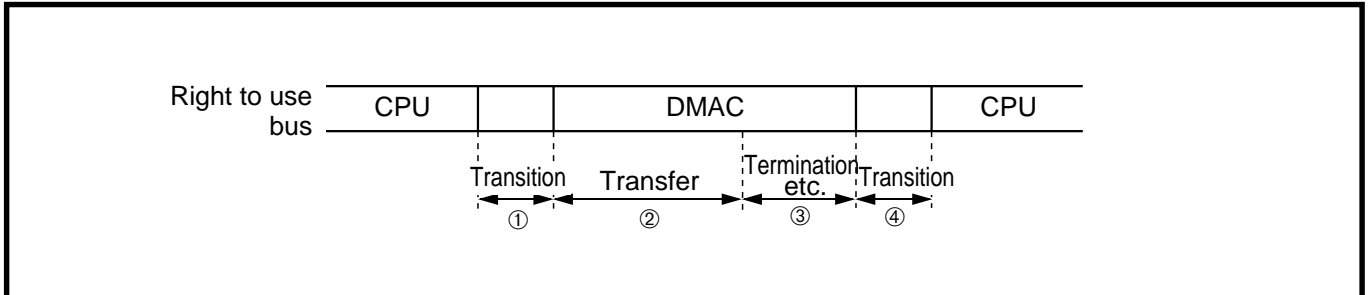 Right to use
bus
CPU
DMAC
CPU
Transition
Transfer
Termination
etc.
Transition
①
②
③
④